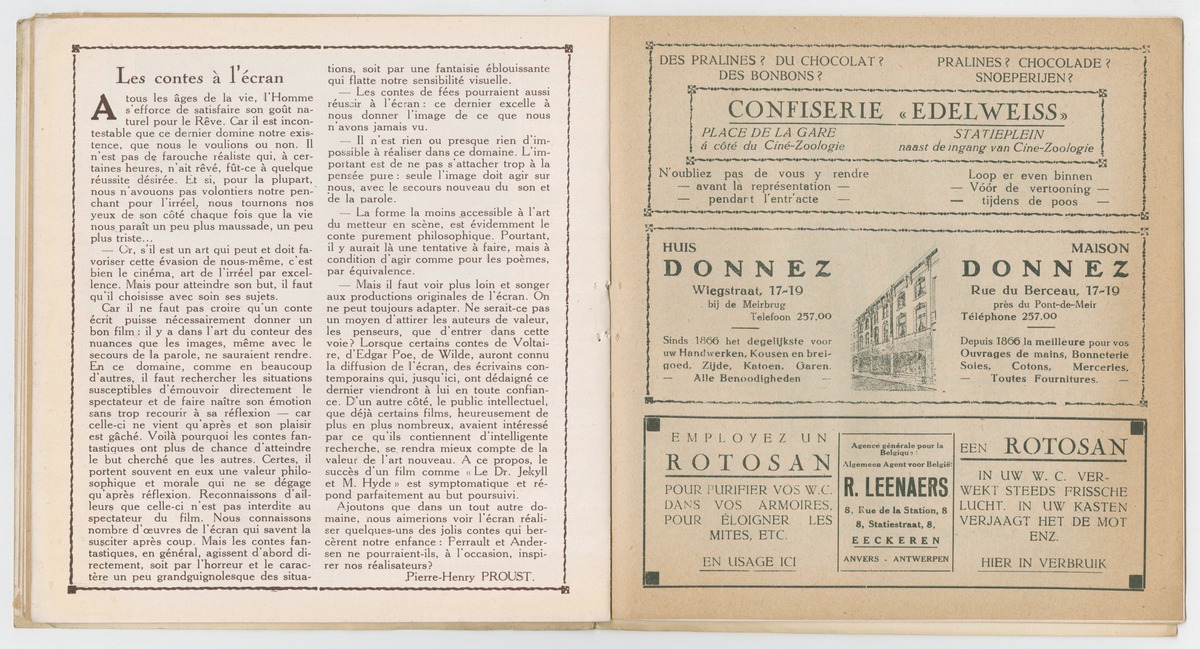 Les contes à l'écran
A tous les âges de la vie, l'Homme
s'efforce de satisfaire son goût na-
turel pour le Rêve. Car il est incon-
testable que ce dernier domine notre exis-
tence, que nous le voulions ou non. Il
n'est pas de farouche réaliste qui, à cer-
taines heures, n'ait rêvé, fût-ce à quelque
réussite désirée. Et si, pour la plupart,
nous n'avouons pas volontiers notre pen-
chant pour l'irréel, nous tournons nos
yeux de son côté chaque fois que la vie
nous paraît un peu plus maussade, un peu
plus triste...
— Or, s'il est un art qui peut et doit fa-
voriser cette évasion de nous-même, c'est
bien le cinéma, art de l'irréel par excel-
lence. Mais pour atteindre son but, il faut
qu'il choisisse avec soin ses sujets.
Car il ne faut pas croire qu'un conte
écrit puisse nécessairement donner un
bon film : il y a dans l'art du conteur des
nuances que les images, même avec le
secours de la parole, ne sauraient rendre.
En ce domaine, comme en beaucoup
d'autres, il faut rechercher les situations
susceptibles d'émouvoir directement le
spectateur et de faire naître son émotion
sans trop recourir à sa réflexion — car
celle-ci ne vient qu'après et son plaisir
est gâché. Voilà pourquoi les contes fan-
tastiques ont plus de chance d'atteindre
le but cherché que les autres. Certes, il
portent souvent en eux une valeur philo-
sophique et morale qui ne se dégage
qu'après réflexion. Reconnaissons d'ail-
leurs que celle-ci n'est pas interdite au
spectateur du film. Nous connaissons
nombre d'œuvres de l'écran qui savent la
susciter après coup. Mais les contes fan-
tastiques, en général, agissent d'abord di-
rectement, soit par l'horreur et le carac-
tère un peu grandguignolesque des situa-
tions, soit par une fantaisie éblouissante
qui flatte notre sensibilité visuelle.
— Les contes de fées pourraient aussi
réussir à l'écran : ce dernier excelle à
nous donner l'image de ce que nous
n'avons jamais vu.
— Il n'est rien ou presque rien d'im-
possible à réaliser dans ce domaine. L'im-
portant est de ne pas s'attacher trop à la
pensée pure : seule l'image doit agir sur
nous, avec le secours nouveau du son et
de la parole.
— La forme la moins accessible à l'art
du metteur en scène, est évidemment le
conte purement philosophique. Pourtant,
il y aurait là une tentative à faire, mais à
condition d'agir comme pour les poèmes,
par équivalence.
— Mais il faut voir plus loin et songer
aux productions originales de l'écran. On
ne peut toujours adapter. Ne serait-ce pas
un moyen d'attirer les auteurs de valeur,
les penseurs, que d'entrer dans cette
voie ? Lorsque certains contes de Voltai-
re, d'Edgar Poe, de Wilde, auront connu
la diffusion de l'écran, des écrivains con-
temporains qui, jusqu'ici, ont dédaigné ce
dernier viendront à lui en toute confian-
ce. D'un autre côté, le public intellectuel,
que déjà certains films, heureusement de
plus en plus nombreux, avaient intéressé
par ce qu'ils contiennent d'intelligente
recherche, se rendra mieux compte de la
valeur de l'art nouveau. A ce propos, le
succès d'un film comme « Le Dr. Jekyll
et M. Hyde » est symptomatique et ré-
pond parfaitement au but poursuivi.
Ajoutons que dans un tout autre do-
maine, nous aimerions voir l'écran réali-
ser quelques-uns des jolis contes qui ber-
cèrent notre enfance : Perrault et Ander-
sen ne pourraient-ils, à l'occasion, inspi-
rer nos réalisateurs ?
Pierre-Henry PROUST.
DES PRALINES ? DU CHOCOLAT ?
DES BONBONS ?
PRALINES ? CHOCOLADE ?
SNOEPERIJEN ?
CONFISERIE « EDELWEISS »
PLACE DE LA GARE
á côté du Ciné-Zoologie
STATIEPLEIN
naast de ingang van Cine-Zoologie
N'oubliez pas de vous y rendre
— avant la représentation —
— pendant l'entr'acte —
Loop er even binnen
— Vóór de vertooning —
— tijdens de poos —
HUIS
DONNEZ
Wiegstraat, 17-19
bij de Meirbrug
Telefoon 257.00
Sinds 1866 het degelijkste voor
uw Handwerken, Kousen en brei-
goed, Zijde, Katoen, Garen.
— Alle Benoodigheden —
MAISON
DONNEZ
Rue du Berceau, 17-19
près du Pont-de-Meir
Téléphone 257.00
Depuis 1866 la meilleure pour vos
Ouvrages de mains, Bonneterie
Soies, Cotons, Merceries,
— Toutes Fournitures. —
EMPLOYEZ UN
ROTOSAN
POUR PURIFIER VOS W.C.
DANS VOS ARMOIRES,
POUR ÉLOIGNER LES
MITES, ETC.
EN USAGE ICI
Agence générale pour la
Belgique :
Algemeen Agent voor België:
R. LEENAERS
8, Rue de la Station, 8
8, Statiestraat, 8,
EECKEREN
ANVERS - ANTWERPEN
EEN ROTOSAN
IN UW W. C. VER-
WEKT STEEDS FRISSCHE
LUCHT. IN UW KASTEN
VERJAAGT HET DE MOT
ENZ.
HIER IN VERBRUIK